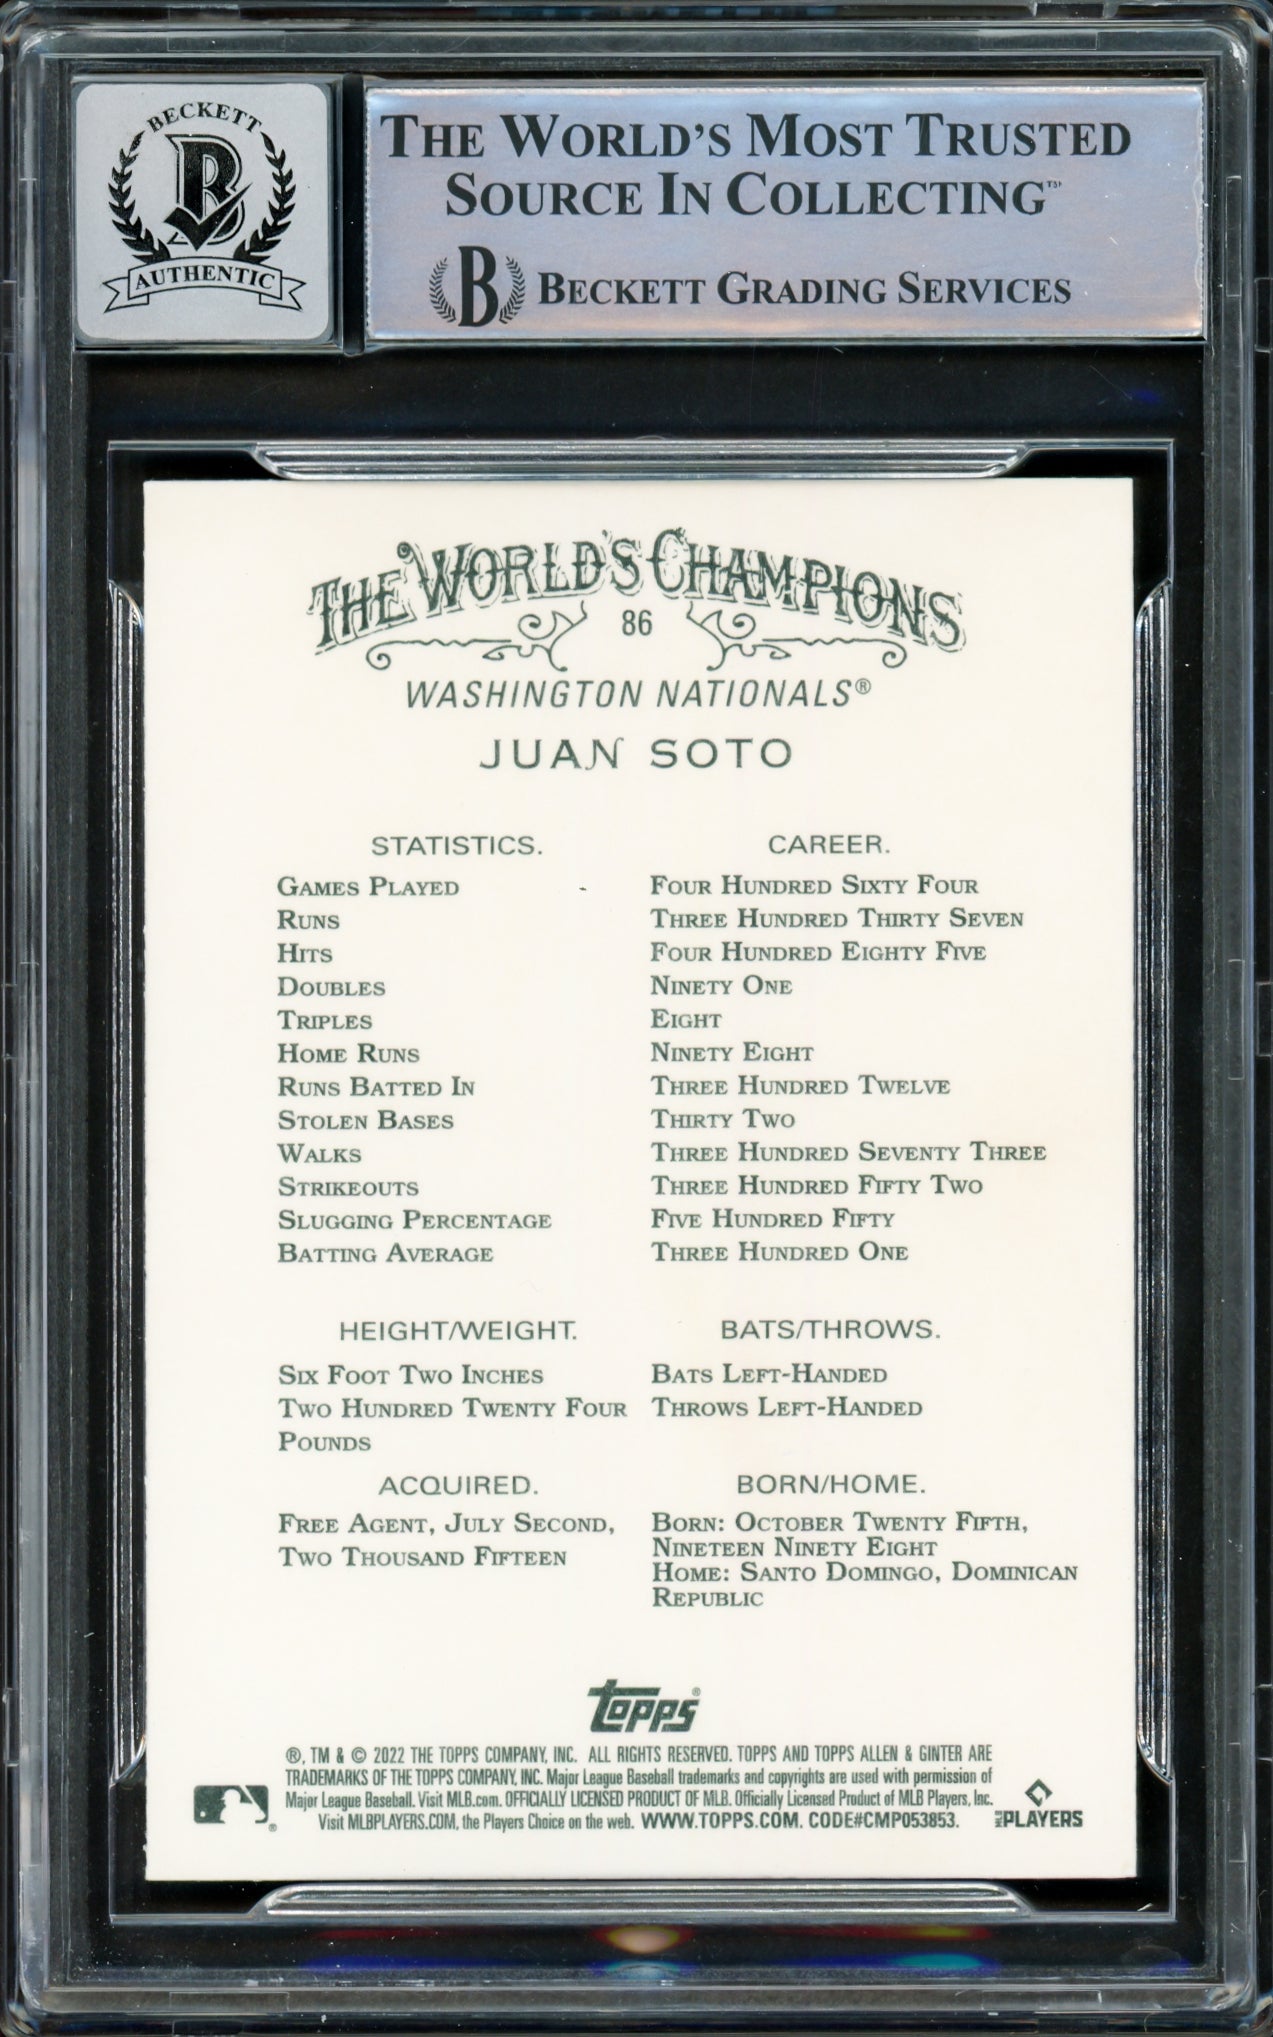 BECKETT
B
AUTHENTIC
THE WORLD'S MOST TRUSTED
SOURCE IN COLLECTING™
B BECKETT GRADING SERVICES
THE WORLD'S CHAMPIONS
86
WASHINGTON NATIONALS®
JUAN SOTO
STATISTICS. CAREER.
GAMES PLAYED FOUR HUNDRED SIXTY FOUR
RUNS THREE HUNDRED THIRTY SEVEN
HITS FOUR HUNDRED EIGHTY FIVE
DOUBLES NINETY ONE
TRIPLES EIGHT
HOME RUNS NINETY EIGHT
RUNS BATTED IN THREE HUNDRED TWELVE
STOLEN BASES THIRTY TWO
WALKS THREE HUNDRED SEVENTY THREE
STRIKEOUTS THREE HUNDRED FIFTY TWO
SLUGGING PERCENTAGE FIVE HUNDRED FIFTY
BATTING AVERAGE THREE HUNDRED ONE
HEIGHT/WEIGHT.
SIX FOOT TWO INCHES
TWO HUNDRED TWENTY FOUR
POUNDS
BATS/THROWS.
BATS LEFT-HANDED
THROWS LEFT-HANDED
ACQUIRED.
FREE AGENT, JULY SECOND,
TWO THOUSAND FIFTEEN
BORN/HOME.
BORN: OCTOBER TWENTY FIFTH,
NINETEEN NINETY EIGHT
HOME: SANTO DOMINGO, DOMINICAN
REPUBLIC
topps®
®, TM & © 2022 THE TOPPS COMPANY, INC. ALL RIGHTS RESERVED. TOPPS AND TOPPS ALLEN & GINTER ARE
TRADEMARKS OF THE TOPPS COMPANY, INC. Major League Baseball trademarks and copyrights are used with permission of
Major League Baseball. Visit MLB.com. OFFICIALLY LICENSED PRODUCT OF MLB. Officially Licensed Product of MLB Players, Inc.
Visit MLBPLAYERS.COM, the Players Choice on the web. WWW.TOPPS.COM. CODE#CMP053853.
MLB PLAYERS